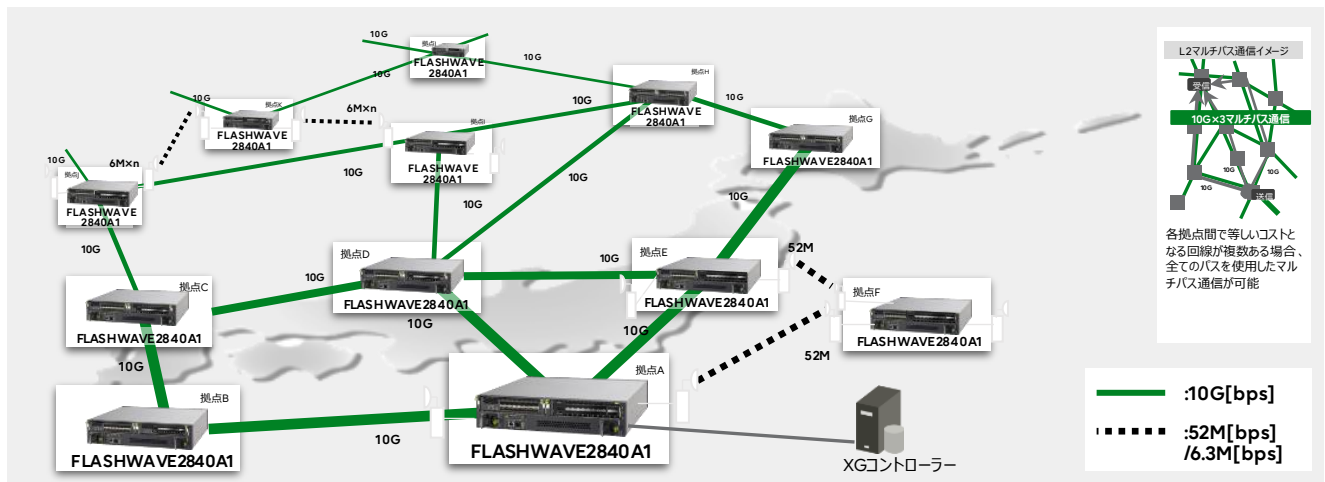 10G
拠点I
FLASHWAVE
2840A1
10G
10G
拠点H
FLASHWAVE
2840A1
10G
10G
拠点K
FLASHWAVE
2840A1
6M×n
10G
拠点G
FLASHWAVE2840A1
FLASHWAVE
2840A1
10G
6M×n
拠点J
FLASHWAVE
2840A1
10G
10G
10G
10G
10G
拠点D
FLASHWAVE2840A1
10G
拠点E
FLASHWAVE2840A1
10G
52M
拠点F
FLASHWAVE2840A1
52M
拠点C
FLASHWAVE2840A1
10G
10G
10G
10G
拠点B
FLASHWAVE2840A1
10G
拠点A
FLASHWAVE2840A1
XGコントローラー
L2マルチパス通信イメージ
受信
10G×3マルチパス通信
10G
10G
10G
送信
各拠点間で等しいコストと
なる回線が複数ある場合、
全てのパスを使用したマル
チパス通信が可能
:10G[bps]
:52M[bps]
/6.3M[bps]